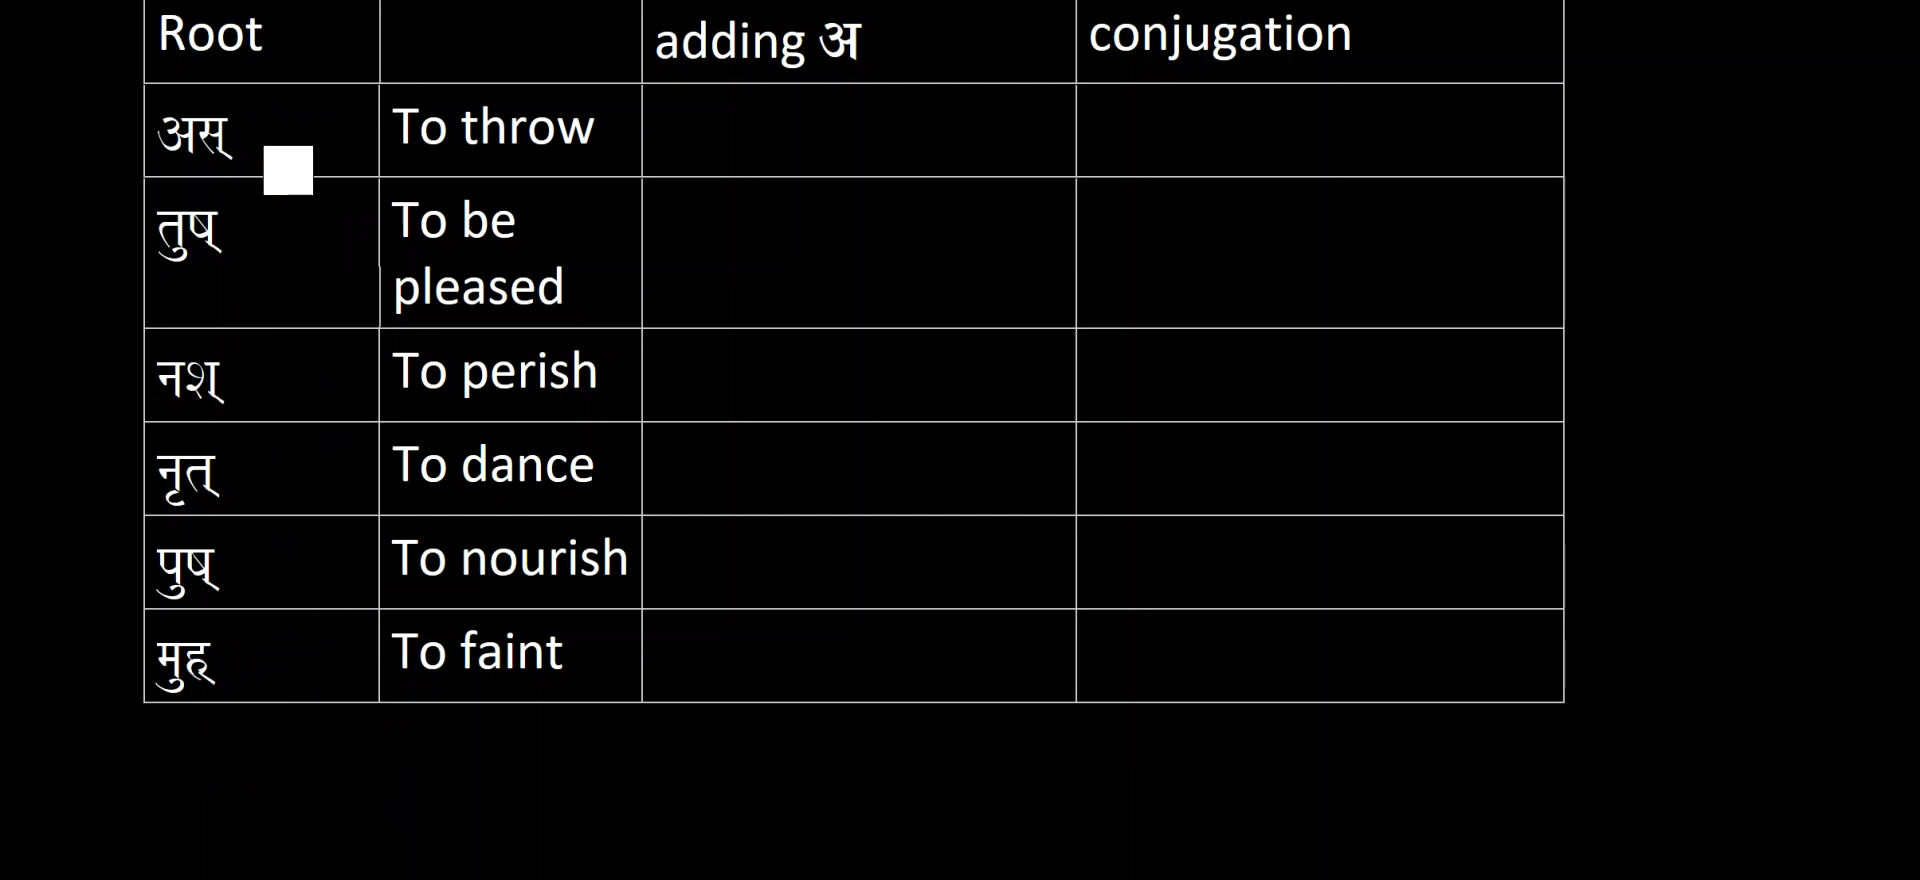 Root adding अ conjugation
अस् To throw
तुष् To be
pleased
नश् To perish
नृत् To dance
पुष् To nourish
मुह् To faint